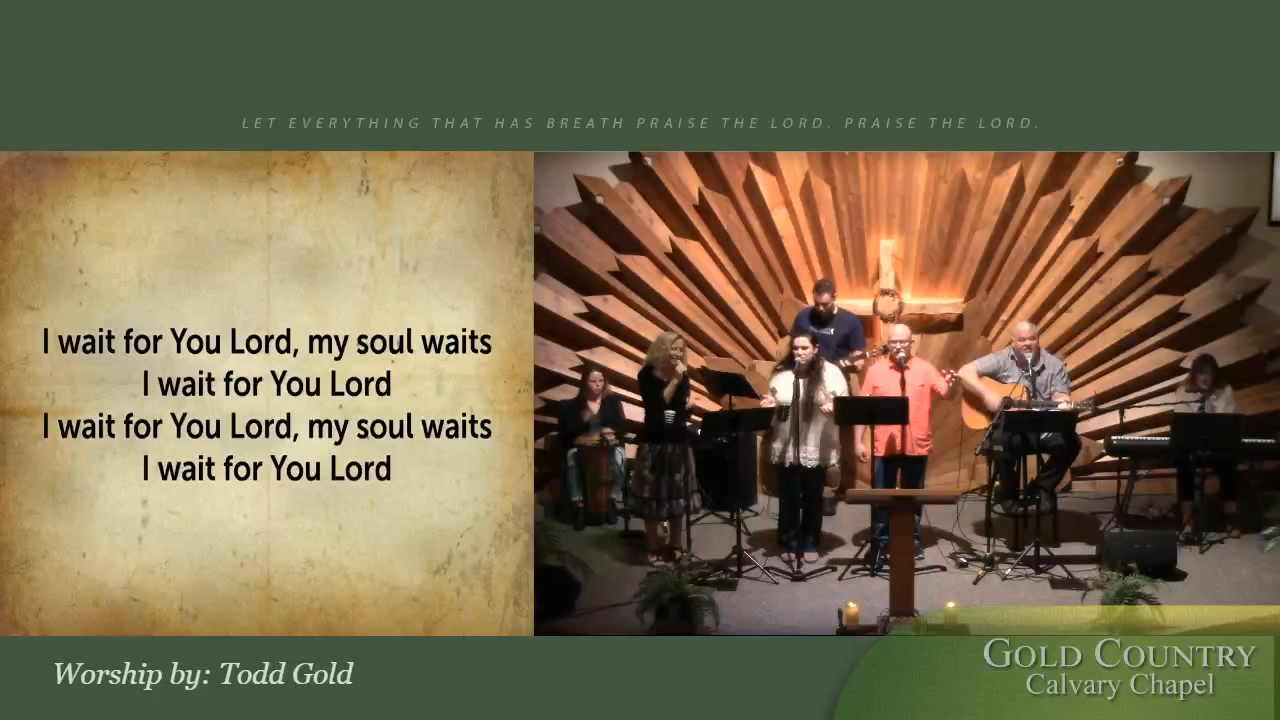 LET EVERYTHING THAT HAS BREATH PRAISE THE LORD. PRAISE THE LORD.
I wait for You Lord, my soul waits
I wait for You Lord
I wait for You Lord, my soul waits
I wait for You Lord
Worship by: Todd Gold
GOLD COUNTRY
Calvary Chapel